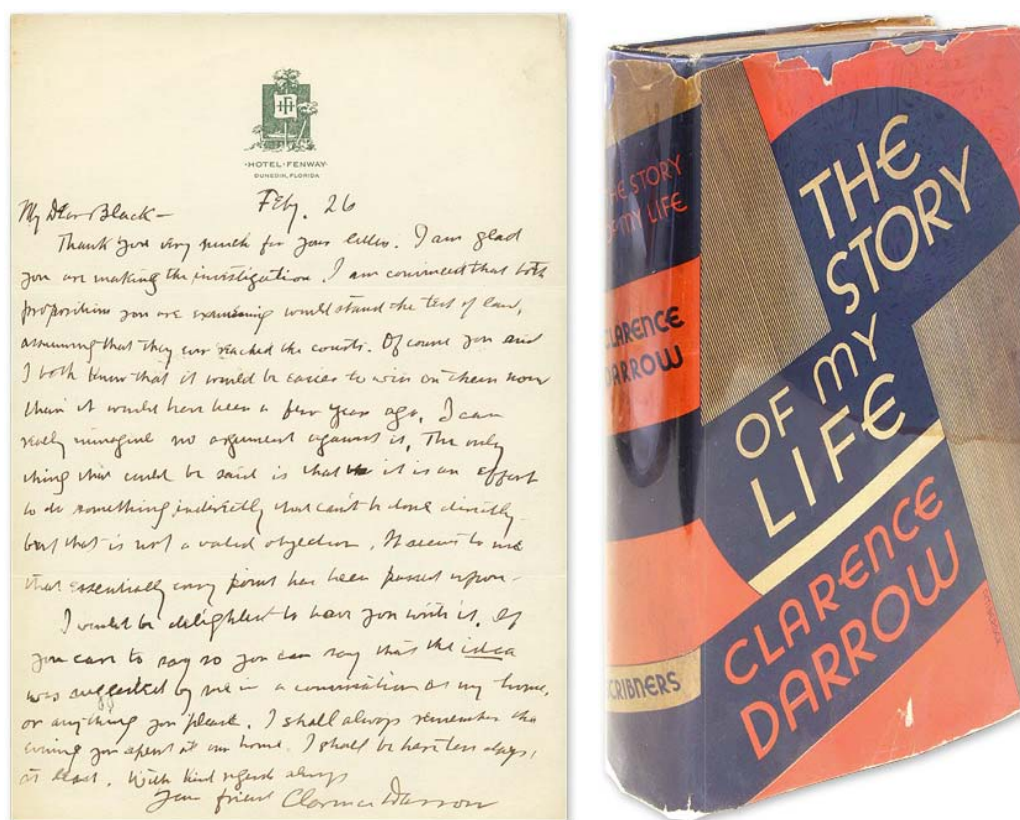 HF
·HOTEL·FENWAY·
DUNEDIN, FLORIDA
Feby. 26
My Dear Black —
Thank you very much for your letter. I am glad
you are making the investigation. I am convinced that both
propositions you are examining would stand the test of law,
assuming that they ever reached the courts. Of course you and
I both know that it would be easier to win on them now
than it would have been a few years ago. I can
really imagine no argument against it. The only
thing that could be said is that it is an effort
to do something indirectly that can't be done directly
but that is not a valid objection. It seems to me
that essentially every point has been passed upon.
I would be delighted to have you write it. If
you care to say so you can say that the idea
was suggested by me in a conversation at my home,
or anything you please. I shall always remember the
evening you spent at our home. I shall be here ten days,
at least. With kind regards always
Your friend Clarence Darrow
THE STORY
OF MY LIFE
CLARENCE
DARROW
SCRIBNERS
THE
STORY
OF MY
LIFE
CLARENCE
DARROW